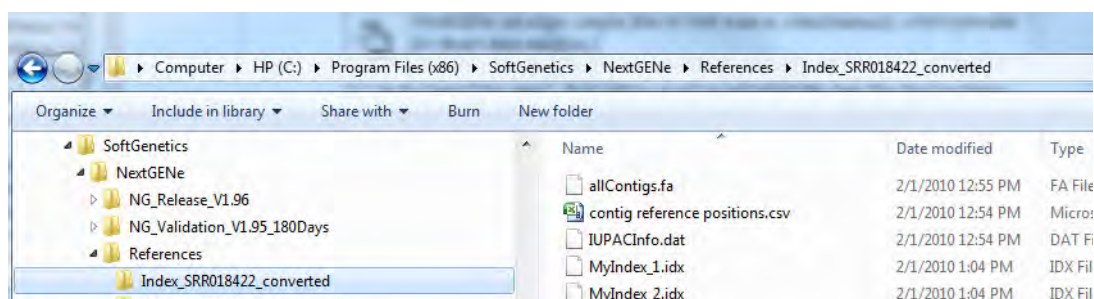 Computer ▸ HP (C:) ▸ Program Files (x86) ▸ SoftGenetics ▸ NextGENe ▸ References ▸ Index_SRR018422_converted
Organize Include in library Share with Burn New folder
SoftGenetics
NextGENe
NG_Release_V1.96
NG_Validation_V1.95_180Days
References
Index_SRR018422_converted
Name Date modified Type
allContigs.fa 2/1/2010 12:55 PM FA File
contig reference positions.csv 2/1/2010 12:54 PM Micros
IUPACInfo.dat 2/1/2010 12:54 PM DAT Fi
MyIndex_1.idx 2/1/2010 1:04 PM IDX Fil
MyIndex_2.idx 2/1/2010 1:04 PM IDX Fil